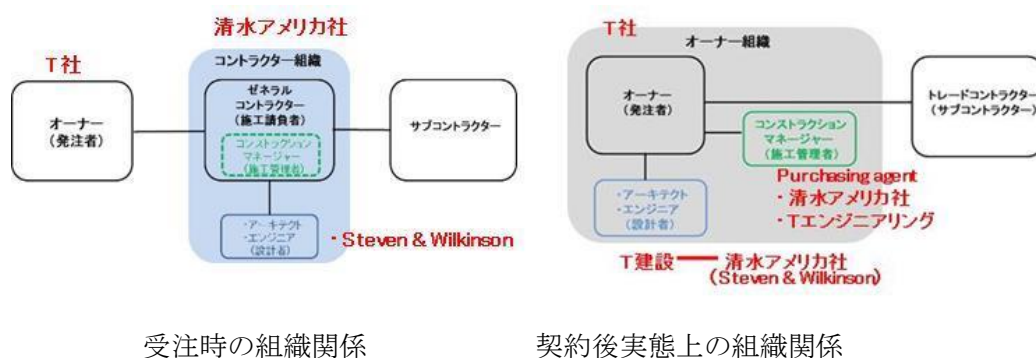 清水アメリカ社
T社
コントラクター組織
オーナー
(発注者)
ゼネラル
コントラクター
(施工請負者)
コンストラクション
マネージャー
(施工管理者)
サブコントラクター
・アーキテクト
・エンジニア
(設計者)
・Steven & Wilkinson
受注時の組織関係
T社
オーナー組織
オーナー
(発注者)
トレードコントラクター
(サブコントラクター)
コンストラクション
マネージャー
(施工管理者)
Purchasing agent
・清水アメリカ社
・Tエンジニアリング
・アーキテクト
・エンジニア
(設計者)
T建設
清水アメリカ社
(Steven & Wilkinson)
契約後実態上の組織関係